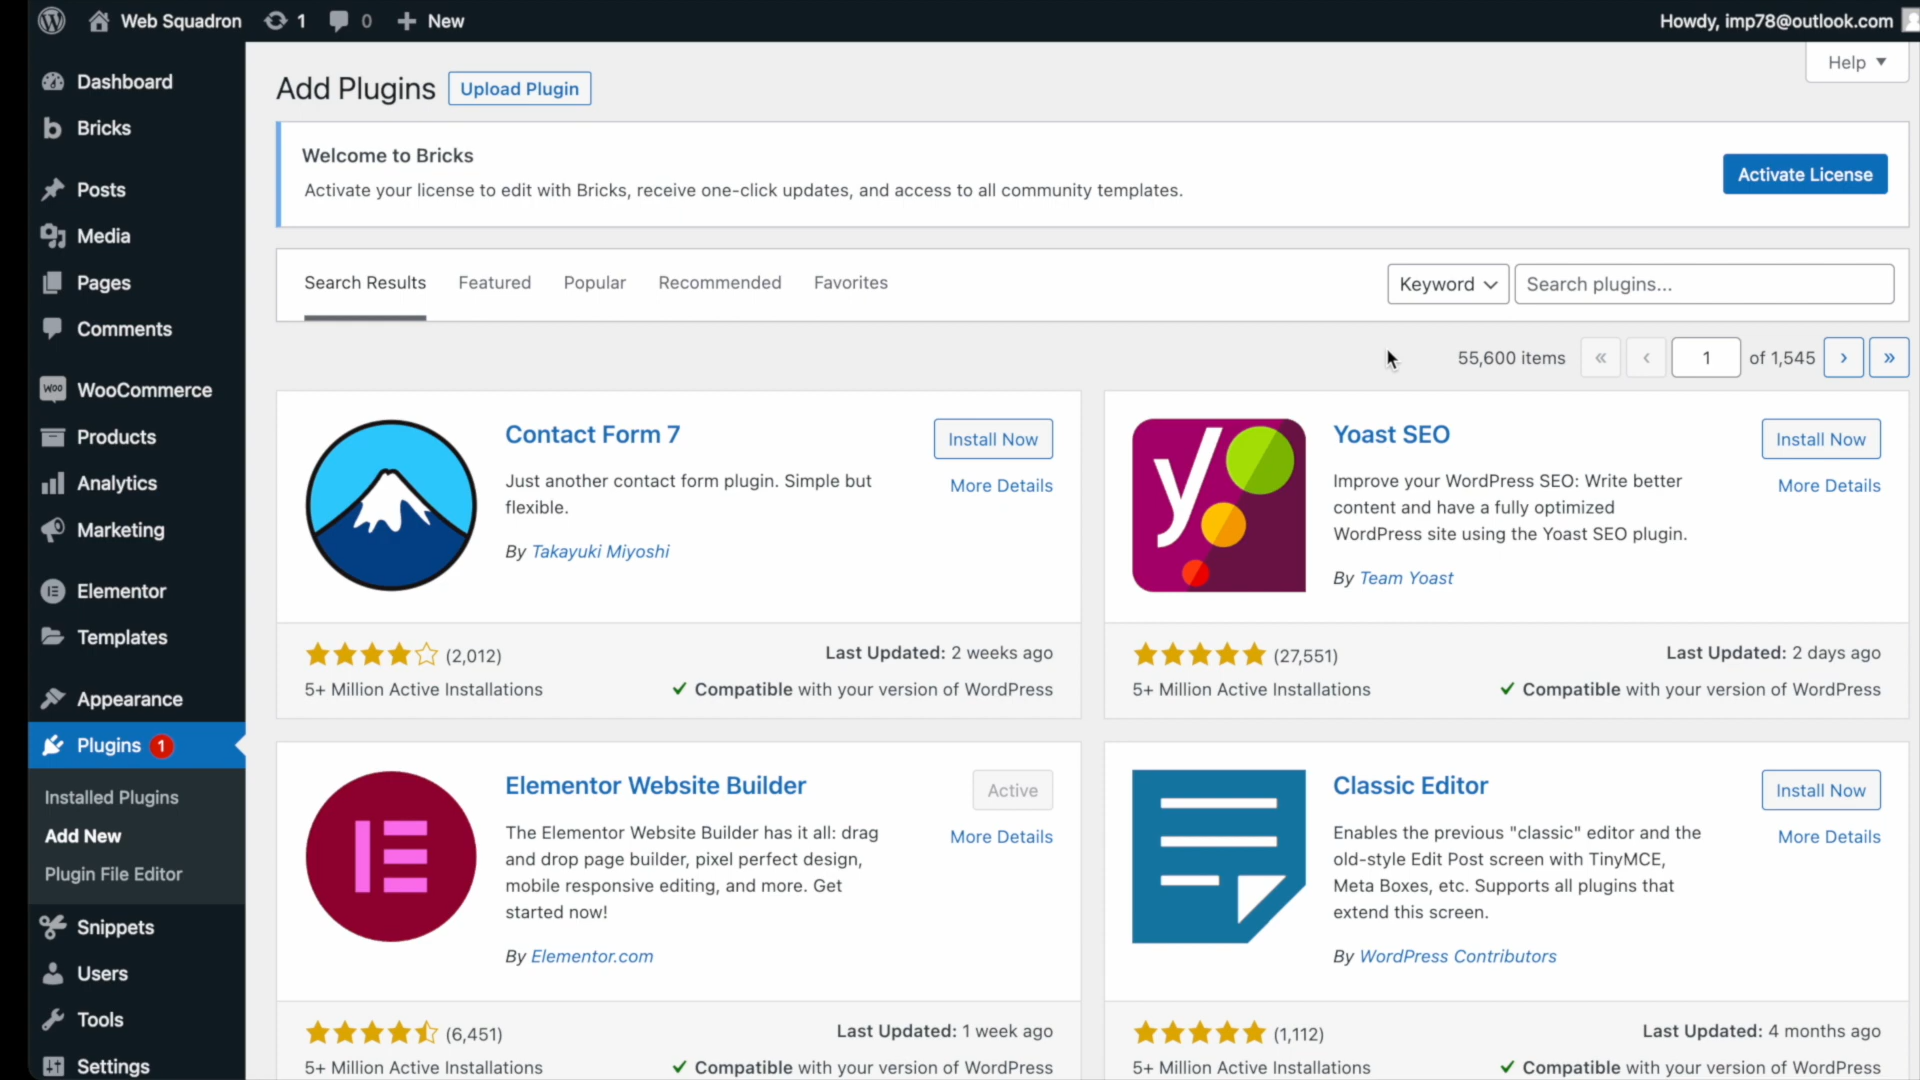 Web Squadron 1 0 New Howdy, imp78@outlook.com
Help
Dashboard
Bricks
Posts
Media
Pages
Comments
WOO WooCommerce
Products
Analytics
Marketing
Elementor
Templates
Appearance
Plugins 1
Installed Plugins
Add New
Plugin File Editor
Snippets
Users
Tools
Settings
Add Plugins Upload Plugin
Welcome to Bricks
Activate your license to edit with Bricks, receive one-click updates, and access to all community templates.
Activate License
Search Results Featured Popular Recommended Favorites Keyword Search plugins...
55,600 items « ‹ 1 of 1,545 › »
Contact Form 7
Install Now
More Details
Just another contact form plugin. Simple but
flexible.
By Takayuki Miyoshi
(2,012)
Last Updated: 2 weeks ago
5+ Million Active Installations
Compatible with your version of WordPress
Yoast SEO
Install Now
More Details
Improve your WordPress SEO: Write better
content and have a fully optimized
WordPress site using the Yoast SEO plugin.
By Team Yoast
(27,551)
Last Updated: 2 days ago
5+ Million Active Installations
Compatible with your version of WordPress
Elementor Website Builder
Active
More Details
The Elementor Website Builder has it all: drag
and drop page builder, pixel perfect design,
mobile responsive editing, and more. Get
started now!
By Elementor.com
(6,451)
Last Updated: 1 week ago
5+ Million Active Installations
Compatible with your version of WordPress
Classic Editor
Install Now
More Details
Enables the previous "classic" editor and the
old-style Edit Post screen with TinyMCE,
Meta Boxes, etc. Supports all plugins that
extend this screen.
By WordPress Contributors
(1,112)
Last Updated: 4 months ago
5+ Million Active Installations
Compatible with your version of WordPress